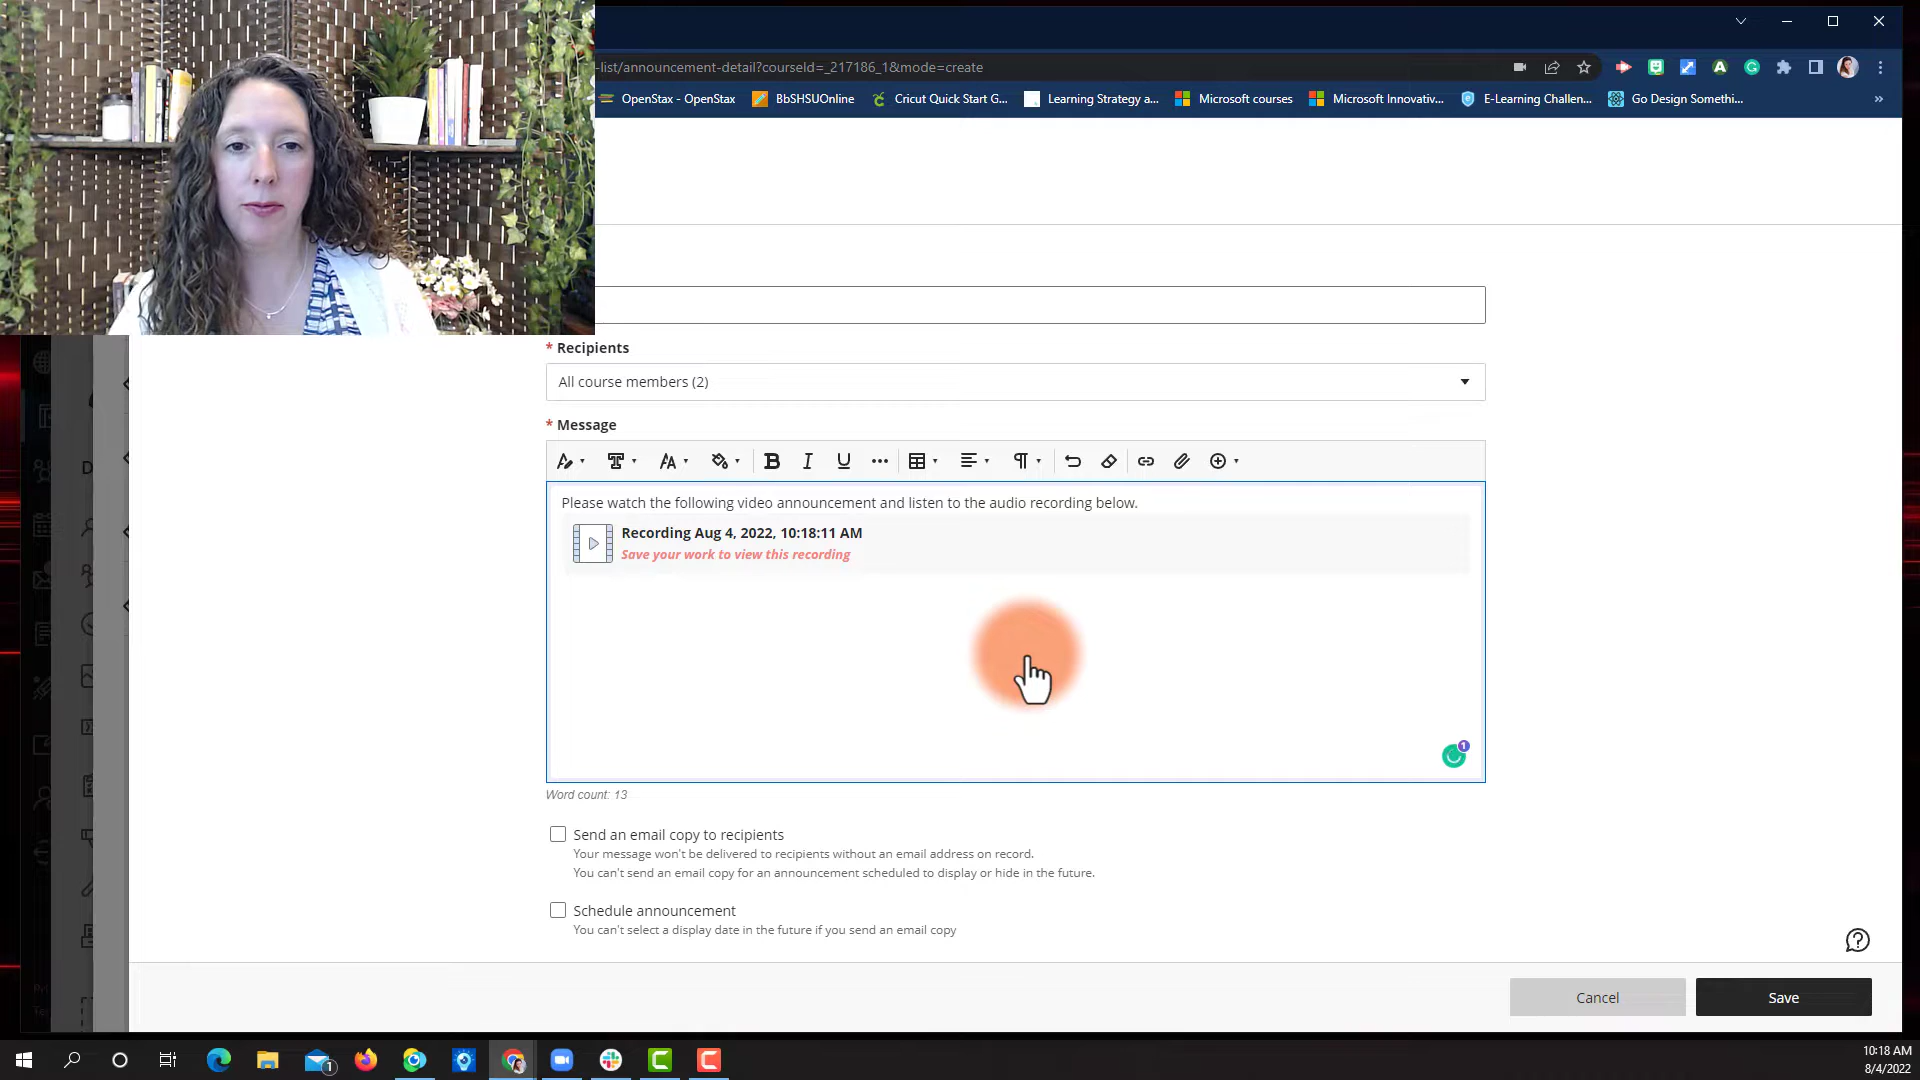 -list/announcement-detail?courseId=_217186_1&mode=create
OpenStax - OpenStax
BbSHSUOnline
Cricut Quick Start G...
Learning Strategy a...
Microsoft courses
Microsoft Innovativ...
E-Learning Challen...
Go Design Somethi...
»
* Recipients
All course members (2)
* Message
Please watch the following video announcement and listen to the audio recording below.
Recording Aug 4, 2022, 10:18:11 AM
Save your work to view this recording
1
Word count: 13
Send an email copy to recipients
Your message won't be delivered to recipients without an email address on record.
You can't send an email copy for an announcement scheduled to display or hide in the future.
Schedule announcement
You can't select a display date in the future if you send an email copy
Cancel
Save
1
10:18 AM
8/4/2022